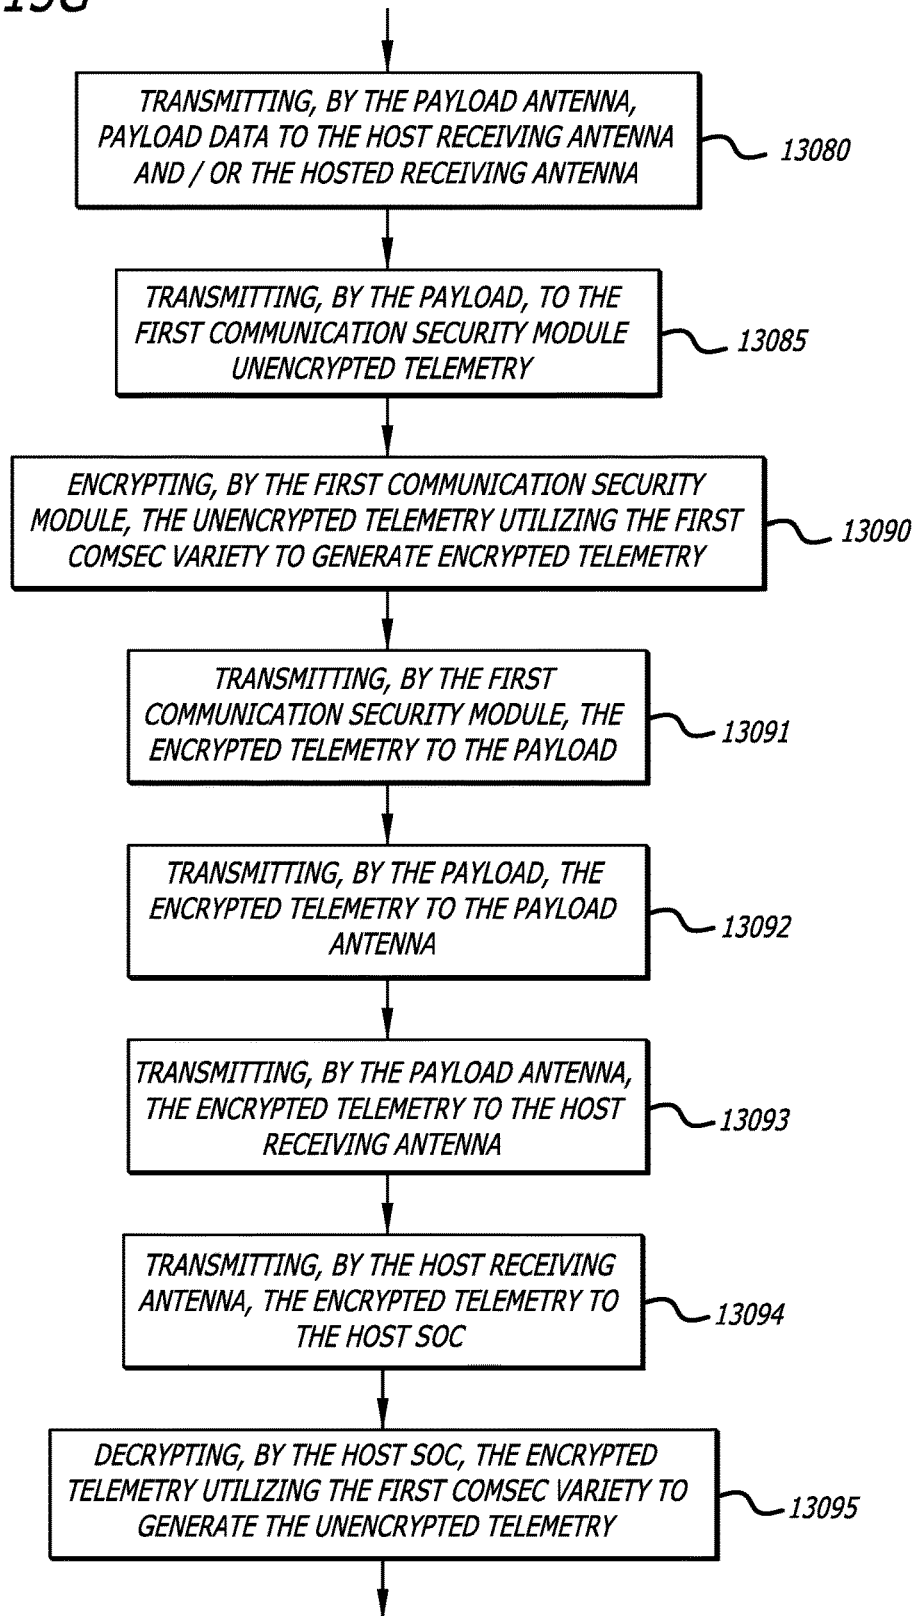 TRANSMITTING, BY THE PAYLOAD ANTENNA,
PAYLOAD DATA TO THE HOST RECEIVING ANTENNA
AND / OR THE HOSTED RECEIVING ANTENNA
13080
TRANSMITTING, BY THE PAYLOAD, TO THE
FIRST COMMUNICATION SECURITY MODULE
UNENCRYPTED TELEMETRY
13085
ENCRYPTING, BY THE FIRST COMMUNICATION SECURITY
MODULE, THE UNENCRYPTED TELEMETRY UTILIZING THE FIRST
COMSEC VARIETY TO GENERATE ENCRYPTED TELEMETRY
13090
TRANSMITTING, BY THE FIRST
COMMUNICATION SECURITY MODULE, THE
ENCRYPTED TELEMETRY TO THE PAYLOAD
13091
TRANSMITTING, BY THE PAYLOAD, THE
ENCRYPTED TELEMETRY TO THE PAYLOAD
ANTENNA
13092
TRANSMITTING, BY THE PAYLOAD ANTENNA,
THE ENCRYPTED TELEMETRY TO THE HOST
RECEIVING ANTENNA
13093
TRANSMITTING, BY THE HOST RECEIVING
ANTENNA, THE ENCRYPTED TELEMETRY TO
THE HOST SOC
13094
DECRYPTING, BY THE HOST SOC, THE ENCRYPTED
TELEMETRY UTILIZING THE FIRST COMSEC VARIETY TO
GENERATE THE UNENCRYPTED TELEMETRY
13095